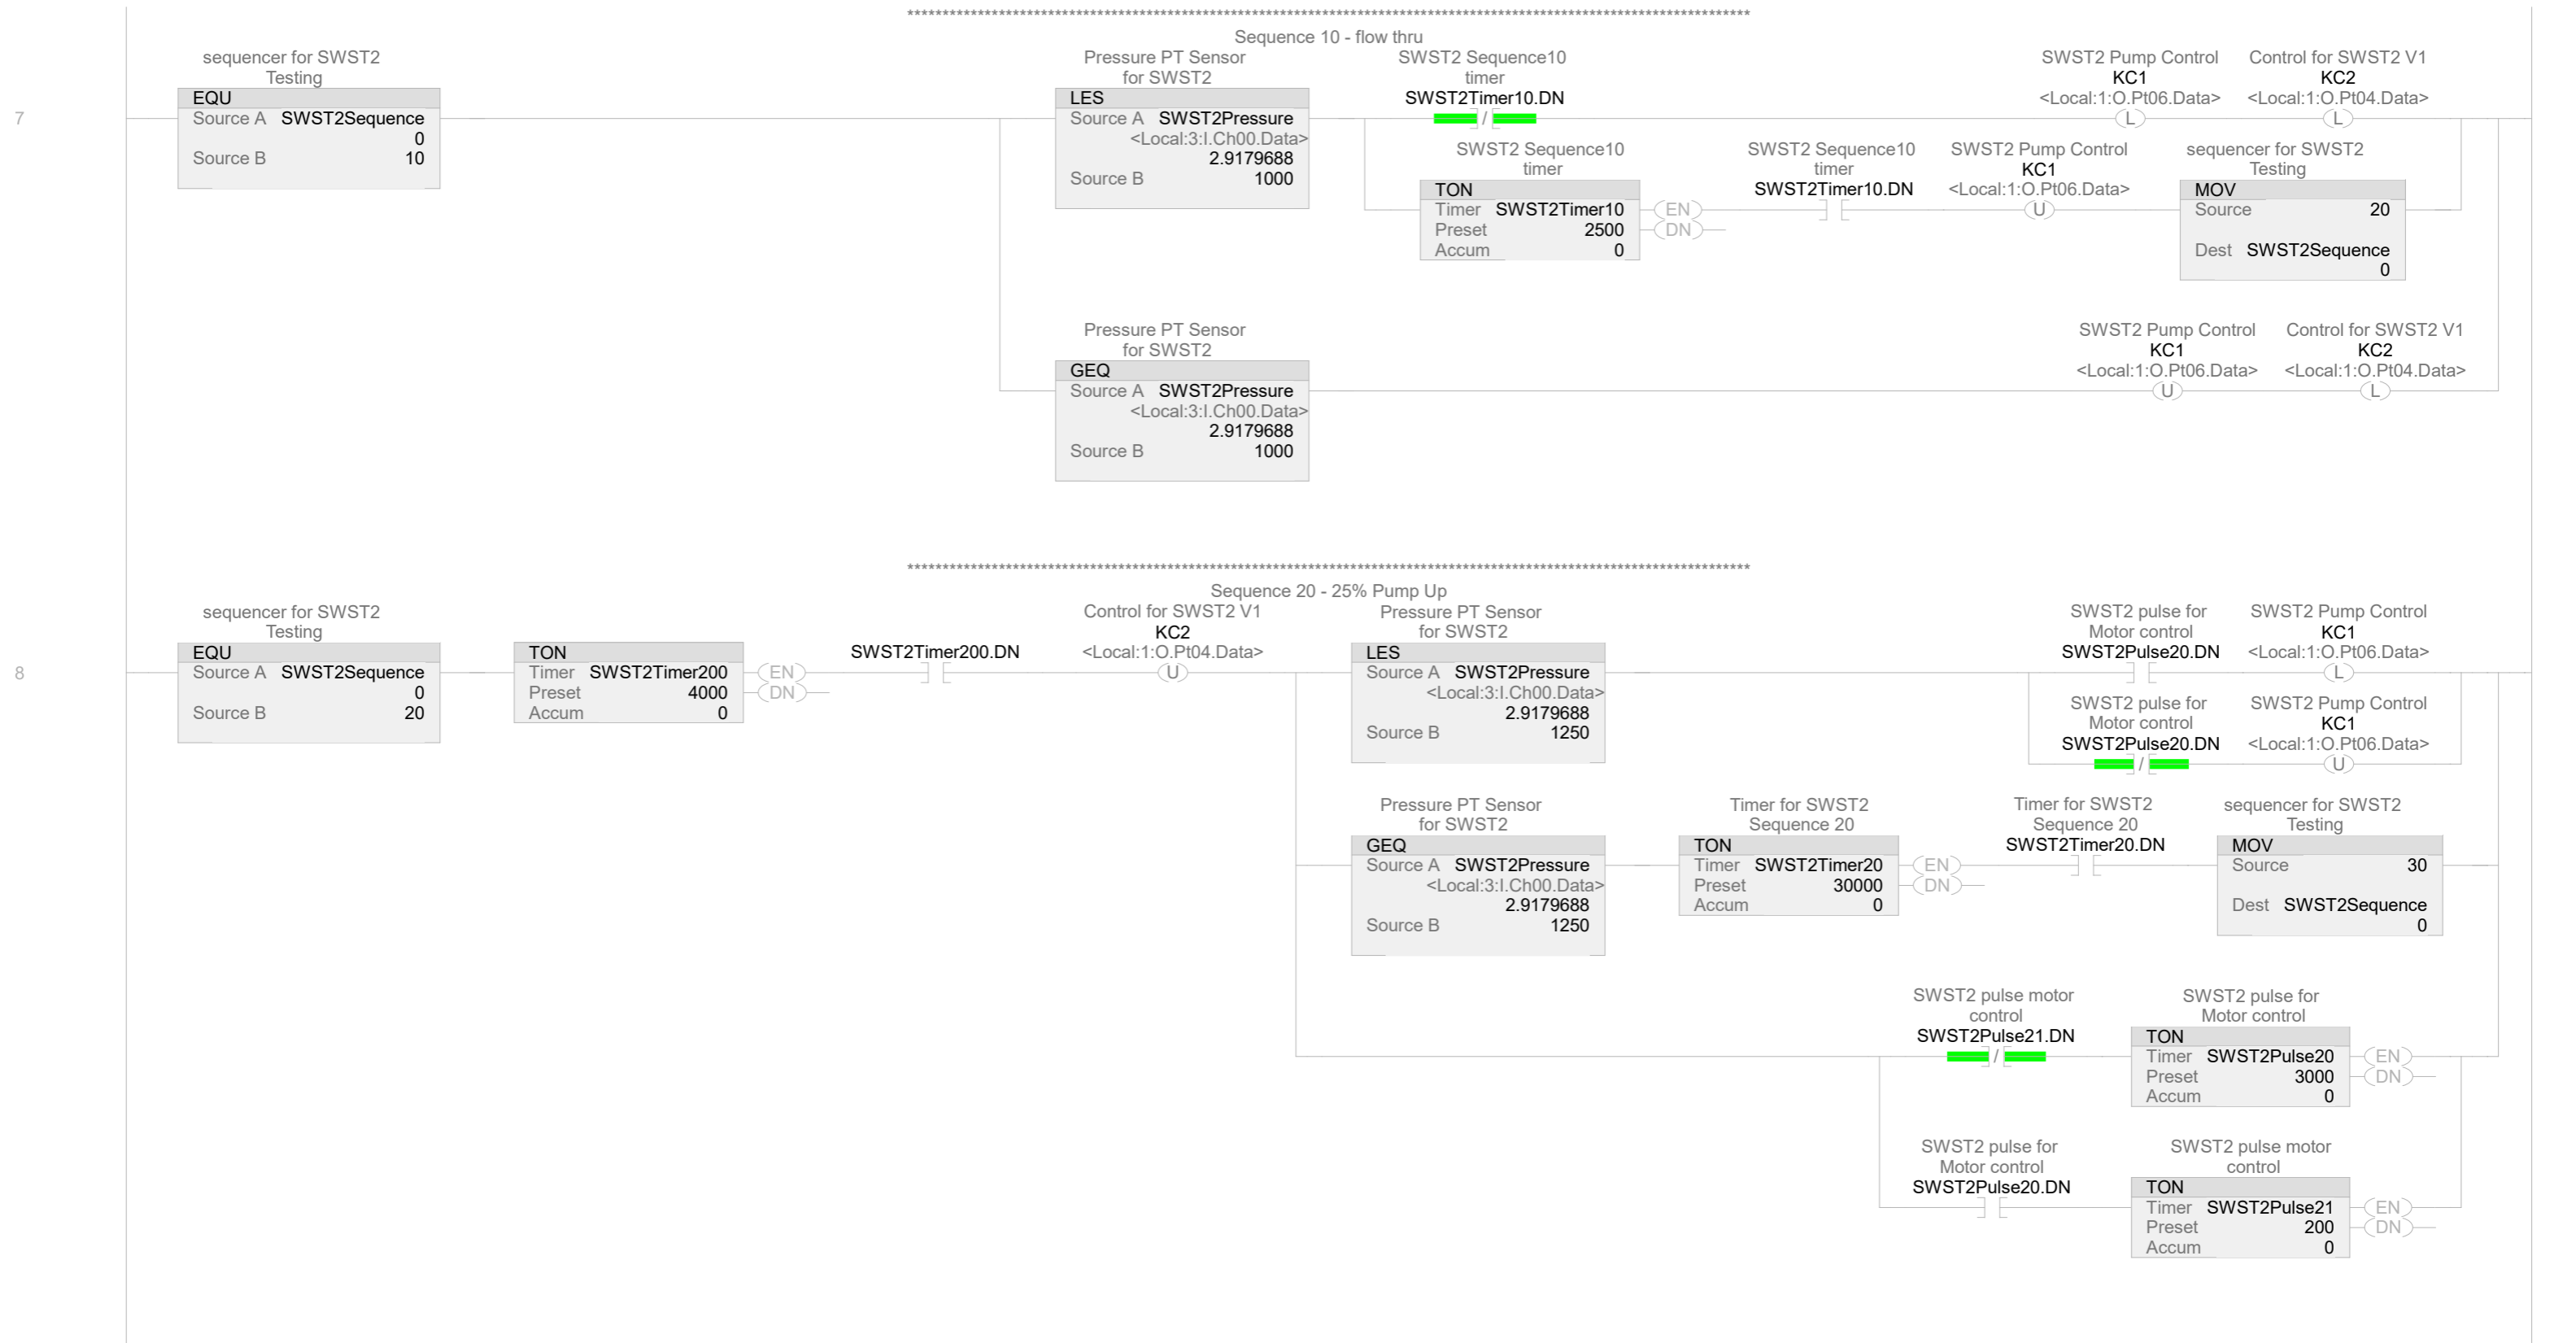 ************************************************************************************************************************
Sequence 10 - flow thru
7
sequencer for SWST2
Testing
EQU
Source A SWST2Sequence
0
Source B 10
Pressure PT Sensor
for SWST2
LES
Source A SWST2Pressure
<Local:3:I.Ch00.Data>
2.9179688
Source B 1000
SWST2 Sequence10
timer
SWST2Timer10.DN
/
SWST2 Pump Control
KC1
<Local:1:O.Pt06.Data>
L
Control for SWST2 V1
KC2
<Local:1:O.Pt04.Data>
L
SWST2 Sequence10
timer
TON
Timer SWST2Timer10
Preset 2500
Accum 0
EN
DN
SWST2 Sequence10
timer
SWST2Timer10.DN
SWST2 Pump Control
KC1
<Local:1:O.Pt06.Data>
U
sequencer for SWST2
Testing
MOV
Source 20
Dest SWST2Sequence
0
Pressure PT Sensor
for SWST2
GEQ
Source A SWST2Pressure
<Local:3:I.Ch00.Data>
2.9179688
Source B 1000
SWST2 Pump Control
KC1
<Local:1:O.Pt06.Data>
U
Control for SWST2 V1
KC2
<Local:1:O.Pt04.Data>
L
************************************************************************************************************************
Sequence 20 - 25% Pump Up
8
sequencer for SWST2
Testing
EQU
Source A SWST2Sequence
0
Source B 20
TON
Timer SWST2Timer200
Preset 4000
Accum 0
EN
DN
SWST2Timer200.DN
Control for SWST2 V1
KC2
<Local:1:O.Pt04.Data>
U
Pressure PT Sensor
for SWST2
LES
Source A SWST2Pressure
<Local:3:I.Ch00.Data>
2.9179688
Source B 1250
SWST2 pulse for
Motor control
SWST2Pulse20.DN
SWST2 Pump Control
KC1
<Local:1:O.Pt06.Data>
L
SWST2 pulse for
Motor control
SWST2Pulse20.DN
/
SWST2 Pump Control
KC1
<Local:1:O.Pt06.Data>
U
Pressure PT Sensor
for SWST2
GEQ
Source A SWST2Pressure
<Local:3:I.Ch00.Data>
2.9179688
Source B 1250
Timer for SWST2
Sequence 20
TON
Timer SWST2Timer20
Preset 30000
Accum 0
EN
DN
Timer for SWST2
Sequence 20
SWST2Timer20.DN
sequencer for SWST2
Testing
MOV
Source 30
Dest SWST2Sequence
0
SWST2 pulse motor
control
SWST2Pulse21.DN
/
SWST2 pulse for
Motor control
TON
Timer SWST2Pulse20
Preset 3000
Accum 0
EN
DN
SWST2 pulse for
Motor control
SWST2Pulse20.DN
SWST2 pulse motor
control
TON
Timer SWST2Pulse21
Preset 200
Accum 0
EN
DN